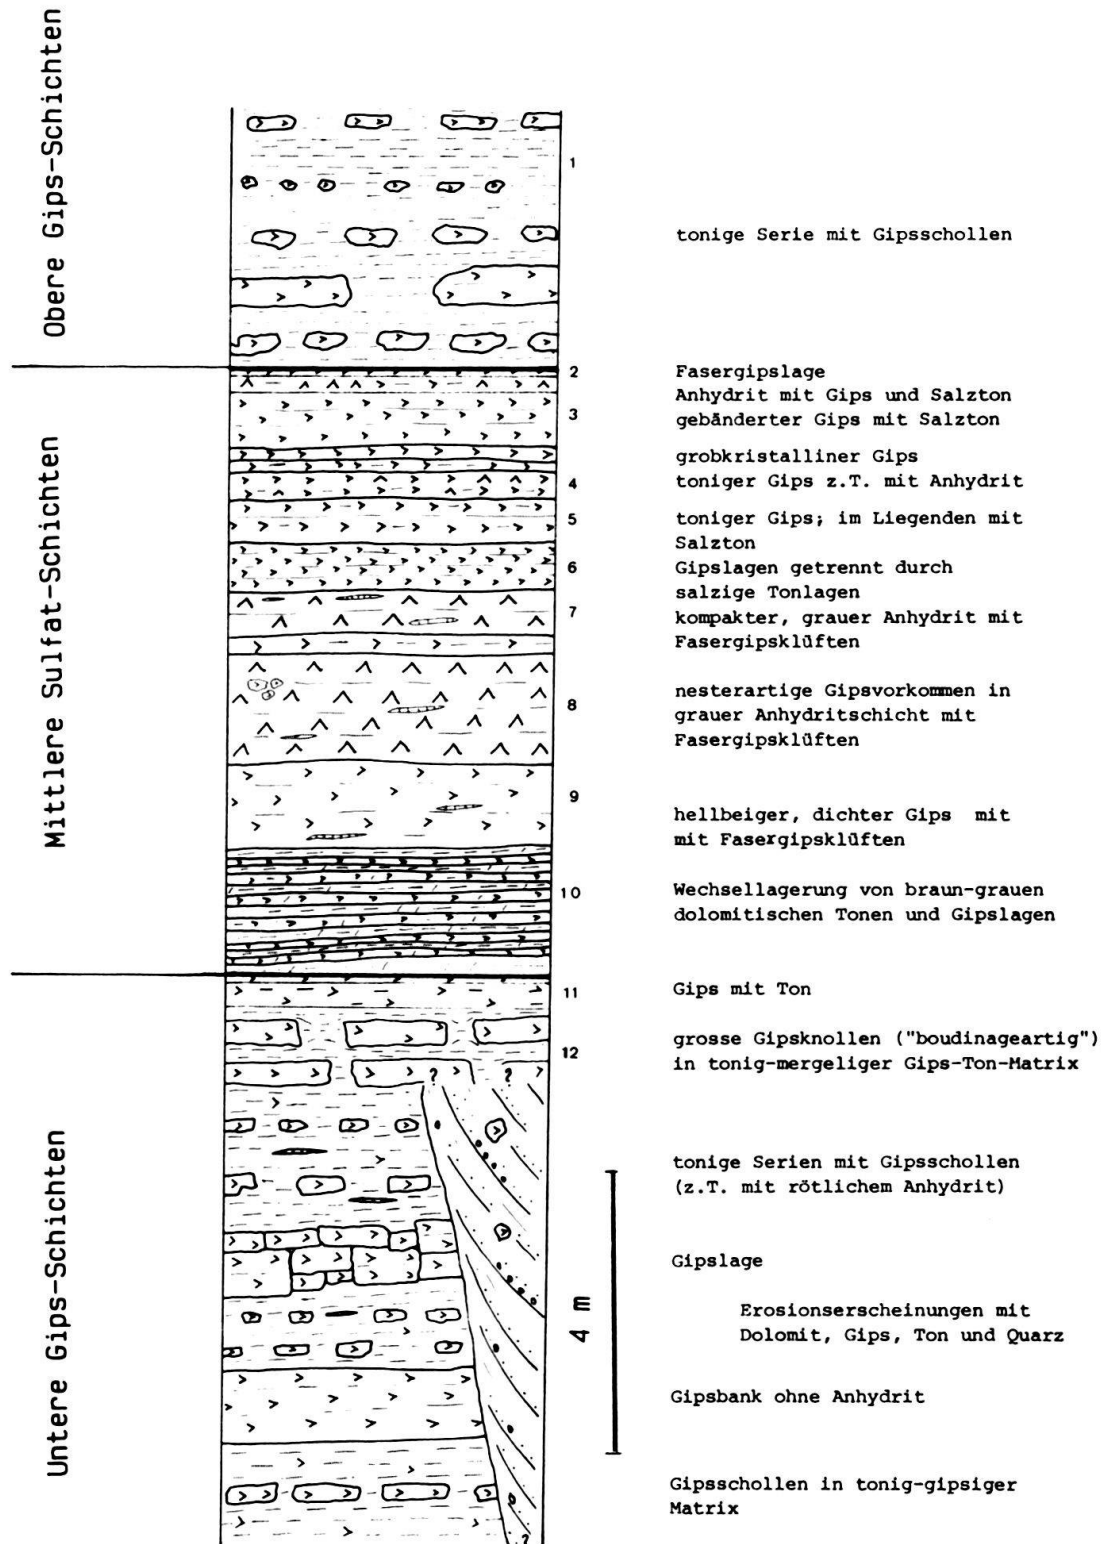 Obere Gips-Schichten
1
tonige Serie mit Gipsschollen
2
Fasergipslage
Anhydrit mit Gips und Salzton
3
gebänderter Gips mit Salzton
grobkristalliner Gips
4
toniger Gips z.T. mit Anhydrit
Mittlere Sulfat-Schichten
5
toniger Gips; im Liegenden mit
Salzton
6
Gipslagen getrennt durch
salzige Tonlagen
7
kompakter, grauer Anhydrit mit
Fasergipsklüften
8
nesterartige Gipsvorkommen in
grauer Anhydritschicht mit
Fasergipsklüften
9
hellbeiger, dichter Gips mit
mit Fasergipsklüften
10
Wechsellagerung von braun-grauen
dolomitischen Tonen und Gipslagen
11
Gips mit Ton
12
grosse Gipsknollen ("boudinageartig")
in tonig-mergeliger Gips-Ton-Matrix
? ?
Untere Gips-Schichten
tonige Serien mit Gipsschollen
(z.T. mit rötlichem Anhydrit)
Gipslage
4 m
Erosionserscheinungen mit
Dolomit, Gips, Ton und Quarz
Gipsbank ohne Anhydrit
Gipsschollen in tonig-gipsiger
Matrix
?